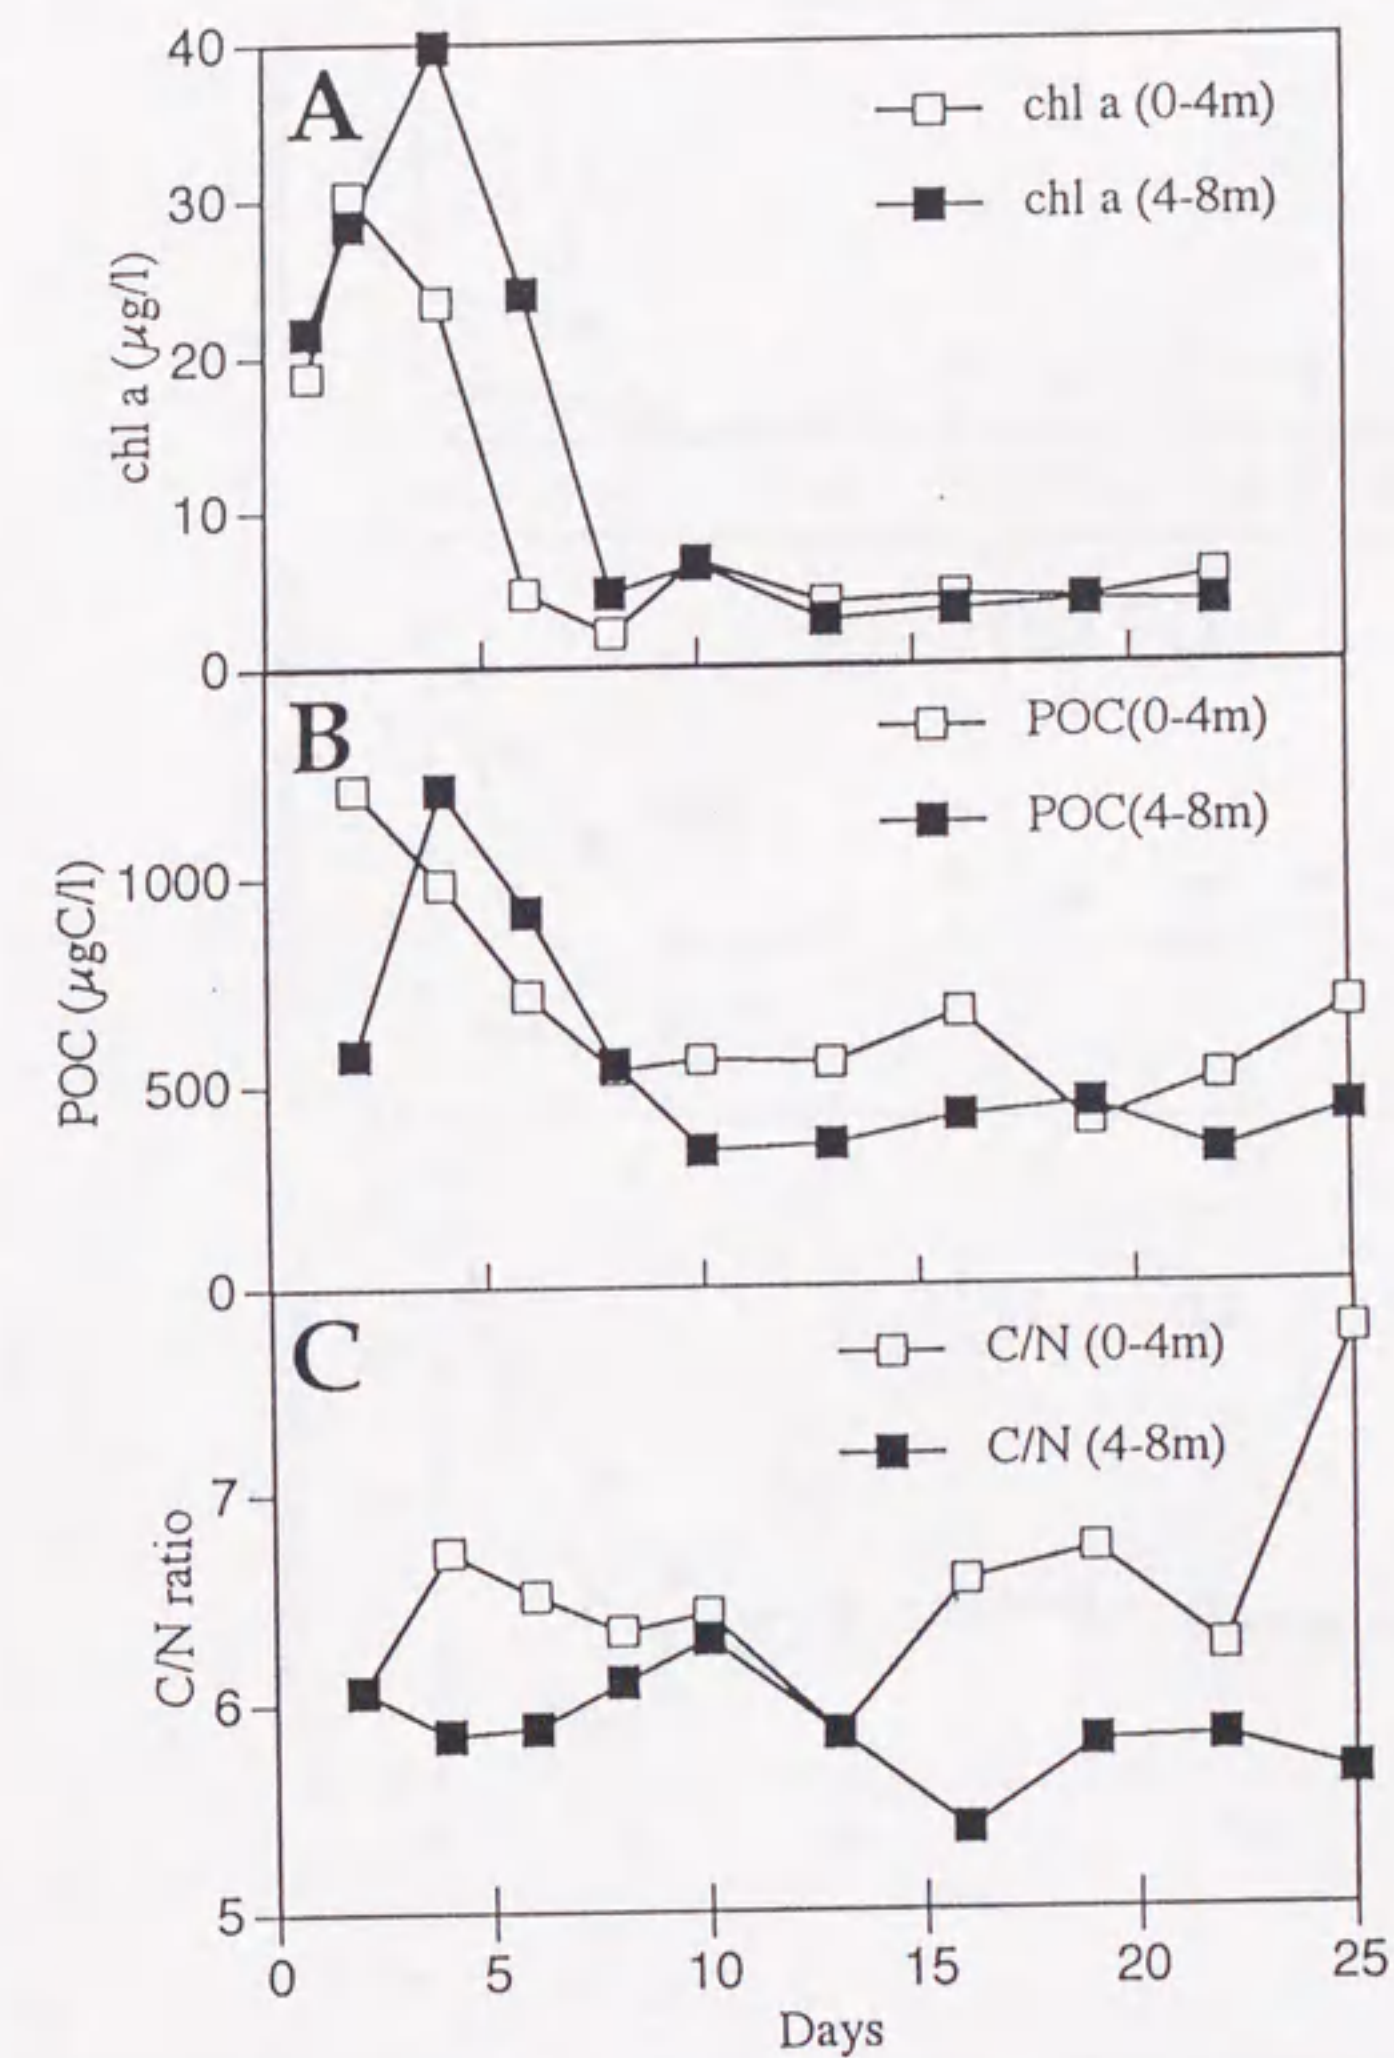 A
40
30
20
10
0
chl a (µg/l)
chl a (0-4m)
chl a (4-8m)
B
1000
500
0
POC (µgC/l)
POC(0-4m)
POC(4-8m)
C
7
6
5
C/N ratio
C/N (0-4m)
C/N (4-8m)
0 5 10 15 20 25
Days